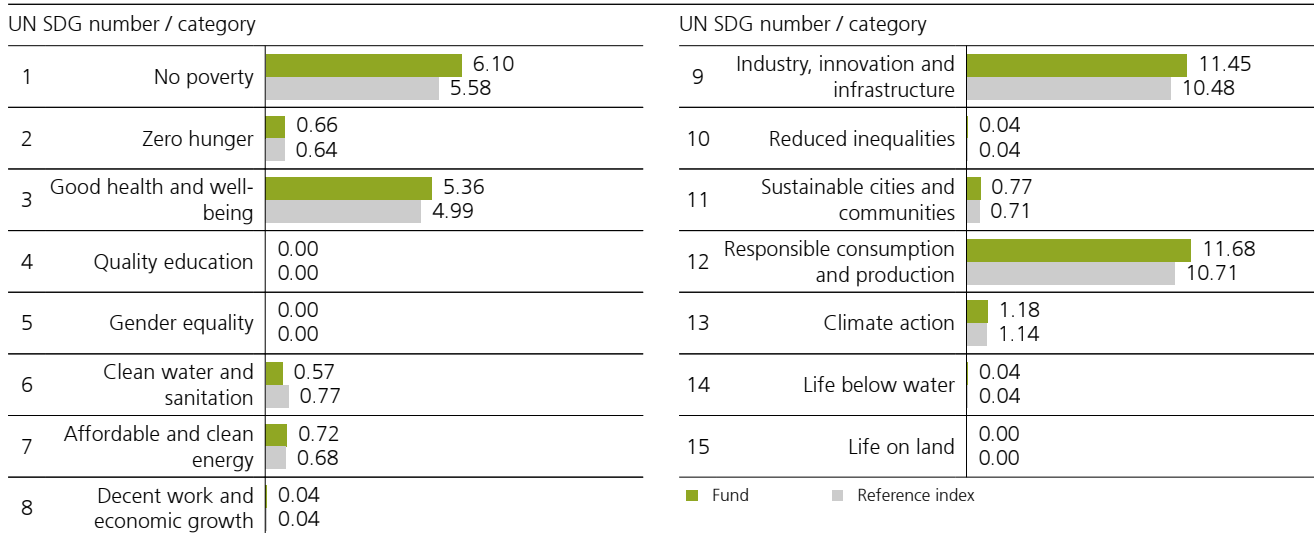 UN SDG number / category
1
No poverty
6.10
5.58
2
Zero hunger
0.66
0.64
3
Good health and well-
being
5.36
4.99
4
Quality education
0.00
0.00
5
Gender equality
0.00
0.00
6
Clean water and
sanitation
0.57
0.77
7
Affordable and clean
energy
0.72
0.68
8
Decent work and
economic growth
0.04
0.04
UN SDG number / category
9
Industry, innovation and
infrastructure
11.45
10.48
10
Reduced inequalities
0.04
0.04
11
Sustainable cities and
communities
0.77
0.71
12
Responsible consumption
and production
11.68
10.71
13
Climate action
1.18
1.14
14
Life below water
0.04
0.04
15
Life on land
0.00
0.00
Fund
Reference index